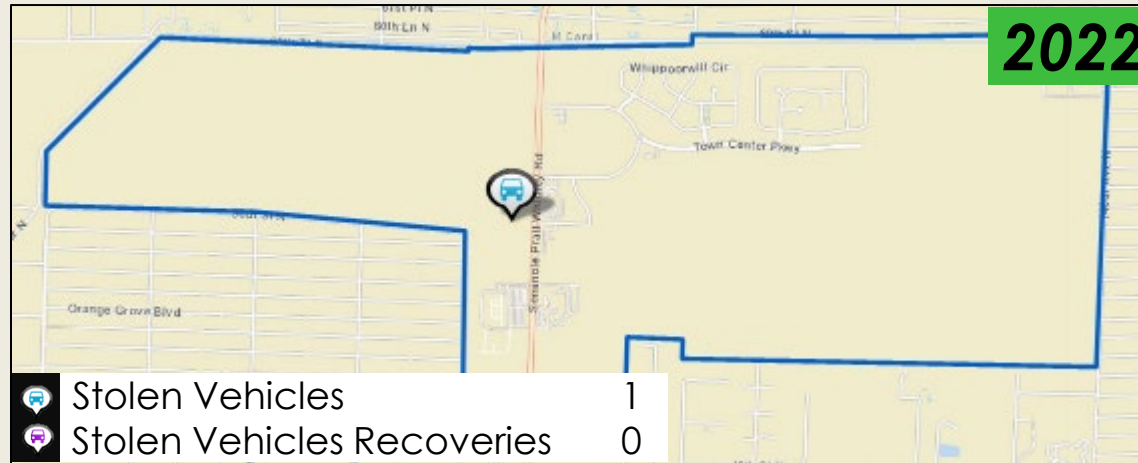 60th Ln N
2022
Whippoorwill Cir
Town Center Pkwy
Seminole Pratt Whitney Rd
Orange Grove Blvd
Stolen Vehicles 1
Stolen Vehicles Recoveries 0